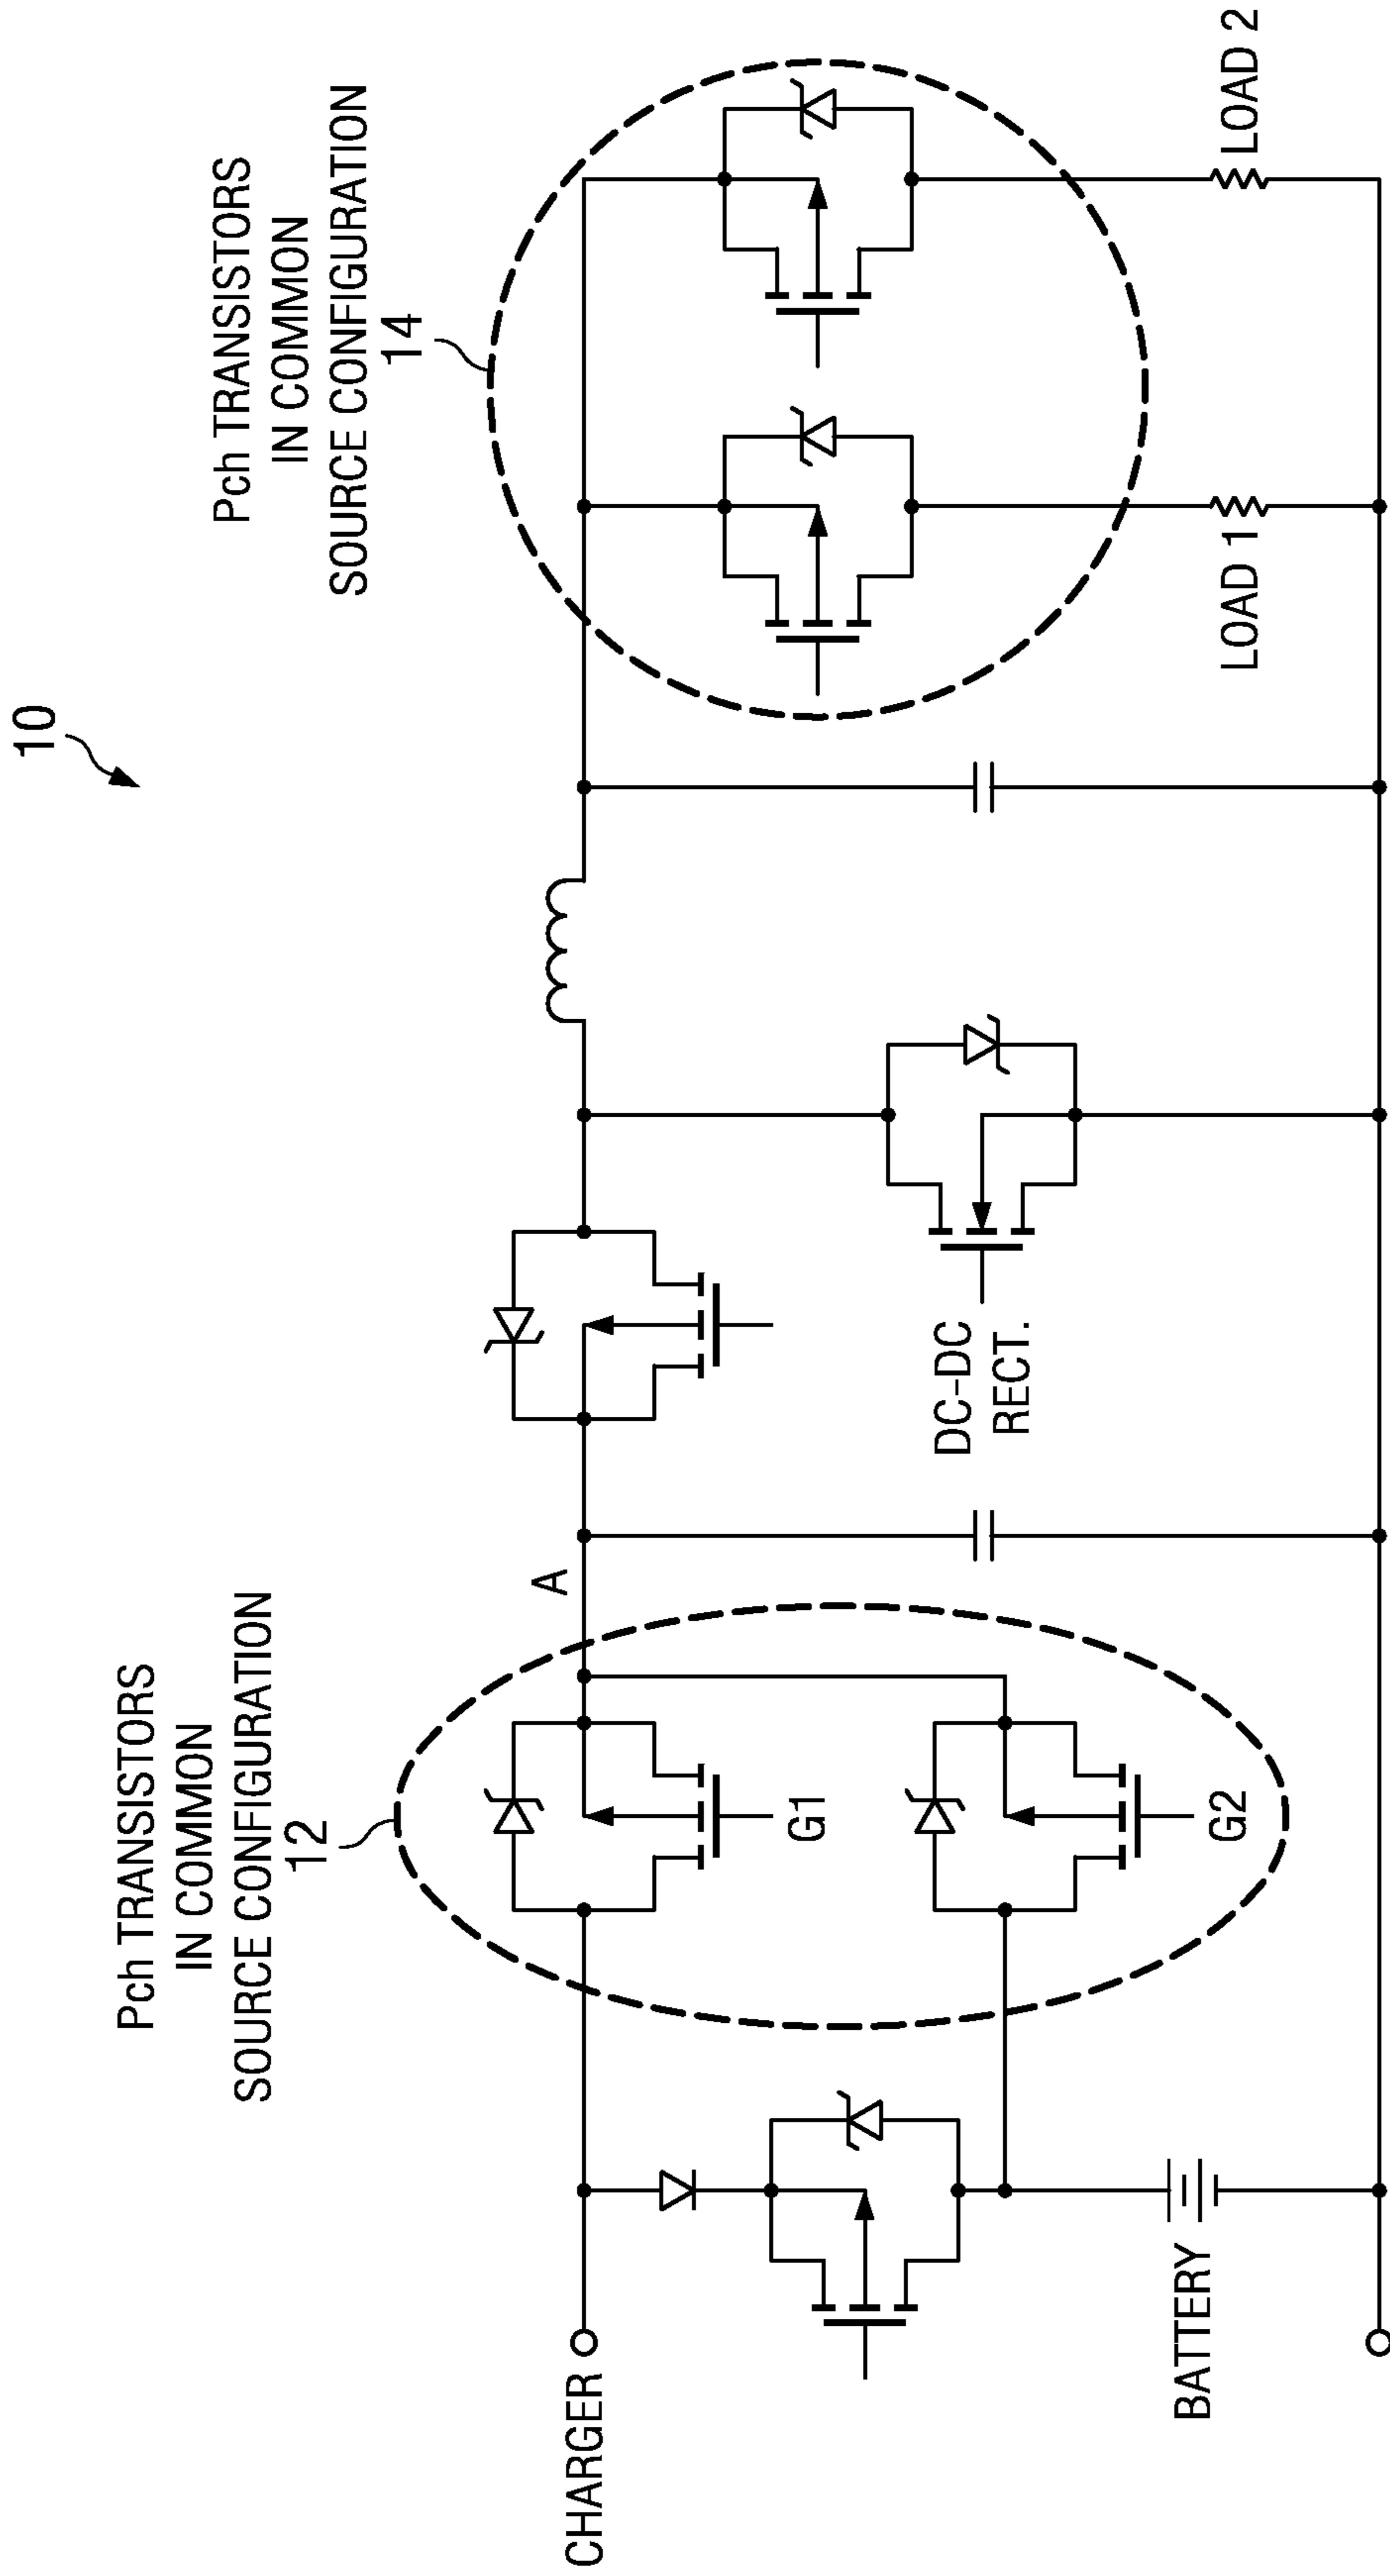 10
Pch TRANSISTORS
IN COMMON
SOURCE CONFIGURATION
12
Pch TRANSISTORS
IN COMMON
SOURCE CONFIGURATION
14
CHARGER
A
G1
G2
DC-DC
RECT.
BATTERY
LOAD 1
LOAD 2